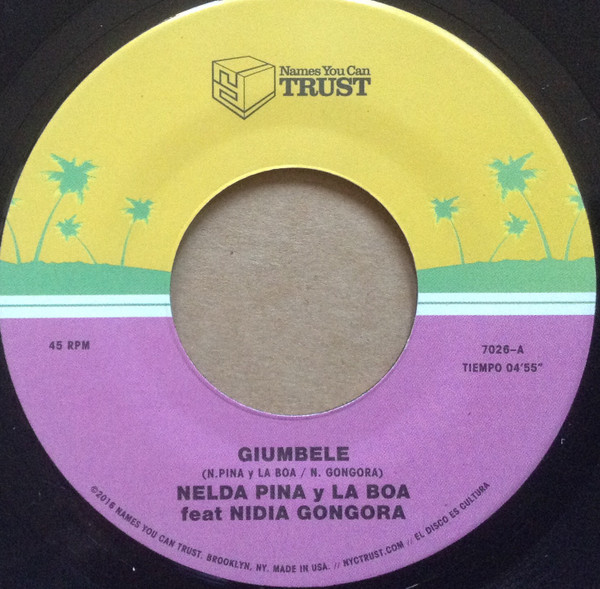 Names You Can
TRUST
45 RPM
7026-A
TIEMPO 04'55"
GIUMBELE
(N.PINA y LA BOA / N. GONGORA)
NELDA PINA y LA BOA
feat NIDIA GONGORA
©2016 NAMES YOU CAN TRUST. BROOKLYN, NY. MADE IN USA. // NYCTRUST.COM // EL DISCO ES CULTURA